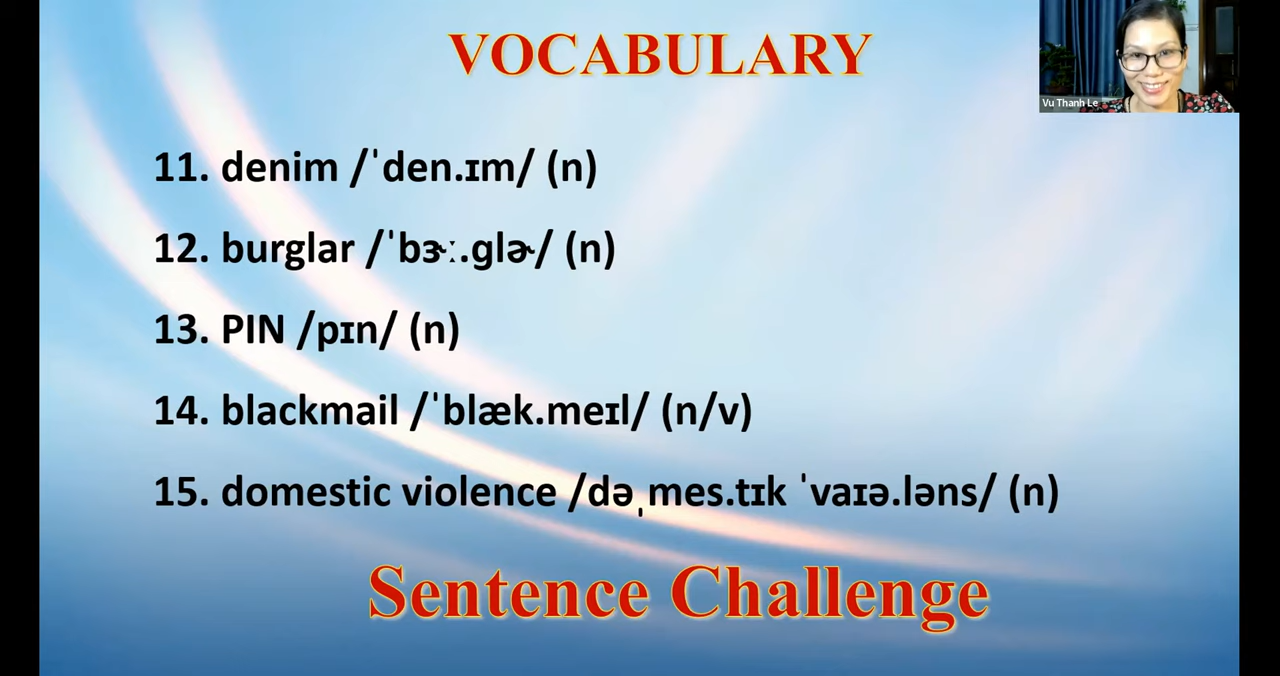 VOCABULARY
Vu Thanh Le
11. denim /ˈden.ɪm/ (n)
12. burglar /ˈbɝː.ɡlɚ/ (n)
13. PIN /pɪn/ (n)
14. blackmail /ˈblæk.meɪl/ (n/v)
15. domestic violence /dəˌmes.tɪk ˈvaɪə.ləns/ (n)
Sentence Challenge